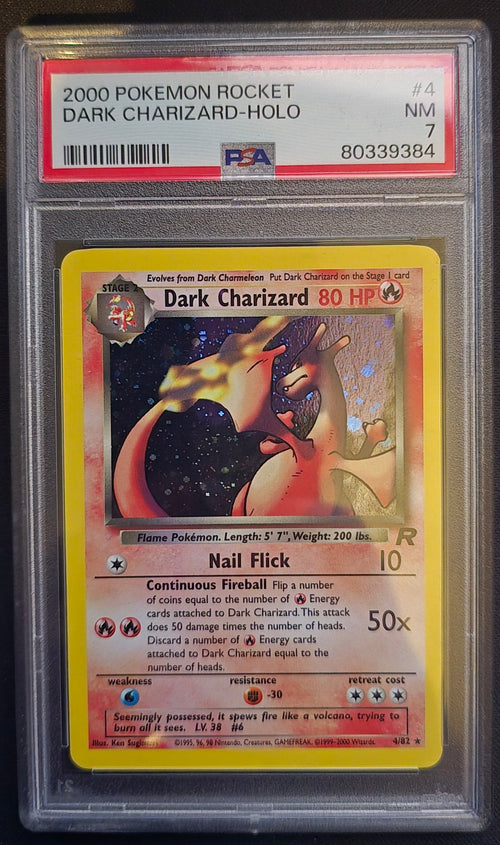 2000 POKEMON ROCKET #4
DARK CHARIZARD-HOLO NM
7
PSA 80339384
Evolves from Dark Charmeleon Put Dark Charizard on the Stage 1 card
STAGE 2
Dark Charizard 80 HP
Flame Pokémon. Length: 5' 7", Weight: 200 lbs.
R
Nail Flick 10
Continuous Fireball Flip a number
of coins equal to the number of Energy
cards attached to Dark Charizard. This attack
does 50 damage times the number of heads.
50x
Discard a number of Energy cards
attached to Dark Charizard equal to the
number of heads.
weakness resistance retreat cost
-30
Seemingly possessed, it spews fire like a volcano, trying to
burn all it sees. LV. 38 #6
Illus. Ken Sugimori ©1995, 96, 98 Nintendo, Creatures, GAMEFREAK. ©1999-2000 Wizards. 4/82 ★